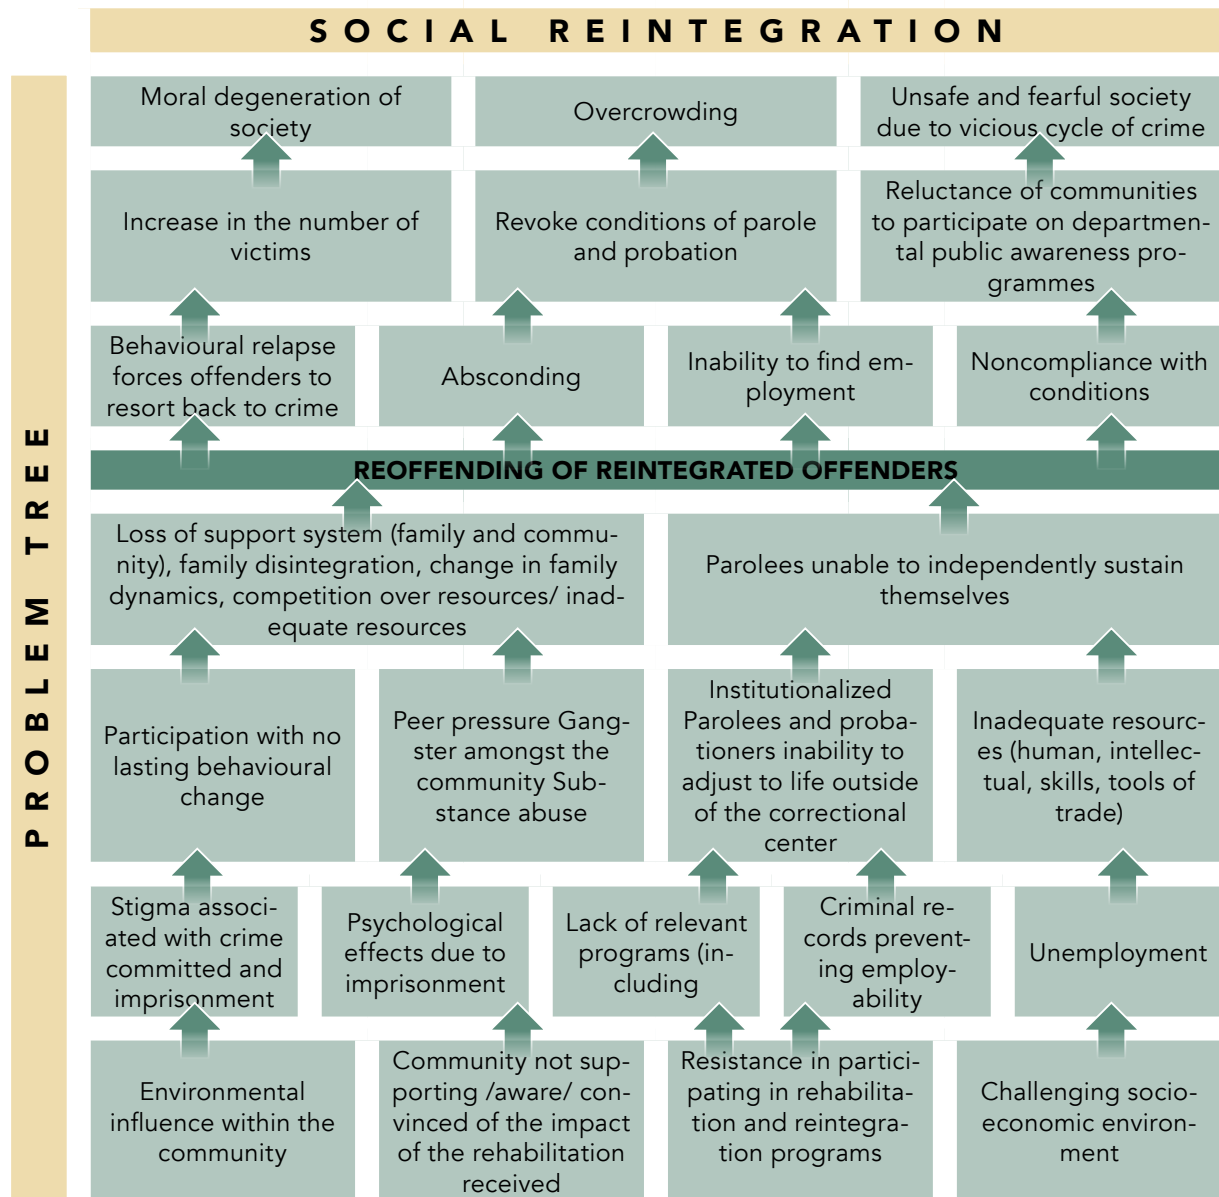 SOCIAL REINTEGRATION
PROBLEM TREE
Moral degeneration of
society
Overcrowding
Unsafe and fearful society
due to vicious cycle of crime
Increase in the number of
victims
Revoke conditions of parole
and probation
Reluctance of communities
to participate on departmen-
tal public awareness pro-
grammes
Behavioural relapse
forces offenders to
resort back to crime
Absconding
Inability to find em-
ployment
Noncompliance with
conditions
REOFFENDING OF REINTEGRATED OFFENDERS
Loss of support system (family and commu-
nity), family disintegration, change in family
dynamics, competition over resources/ inad-
equate resources
Parolees unable to independently sustain
themselves
Participation with no
lasting behavioural
change
Peer pressure Gang-
ster amongst the
community Sub-
stance abuse
Institutionalized
Parolees and proba-
tioners inability to
adjust to life outside
of the correctional
center
Inadequate resourc-
es (human, intellec-
tual, skills, tools of
trade)
Stigma associ-
ated with crime
committed and
imprisonment
Psychological
effects due to
imprisonment
Lack of relevant
programs (in-
cluding
Criminal re-
cords prevent-
ing employ-
ability
Unemployment
Environmental
influence within the
community
Community not sup-
porting /aware/ con-
vinced of the impact
of the rehabilitation
received
Resistance in partici-
pating in rehabilita-
tion and reintegra-
tion programs
Challenging socio-
economic environ-
ment